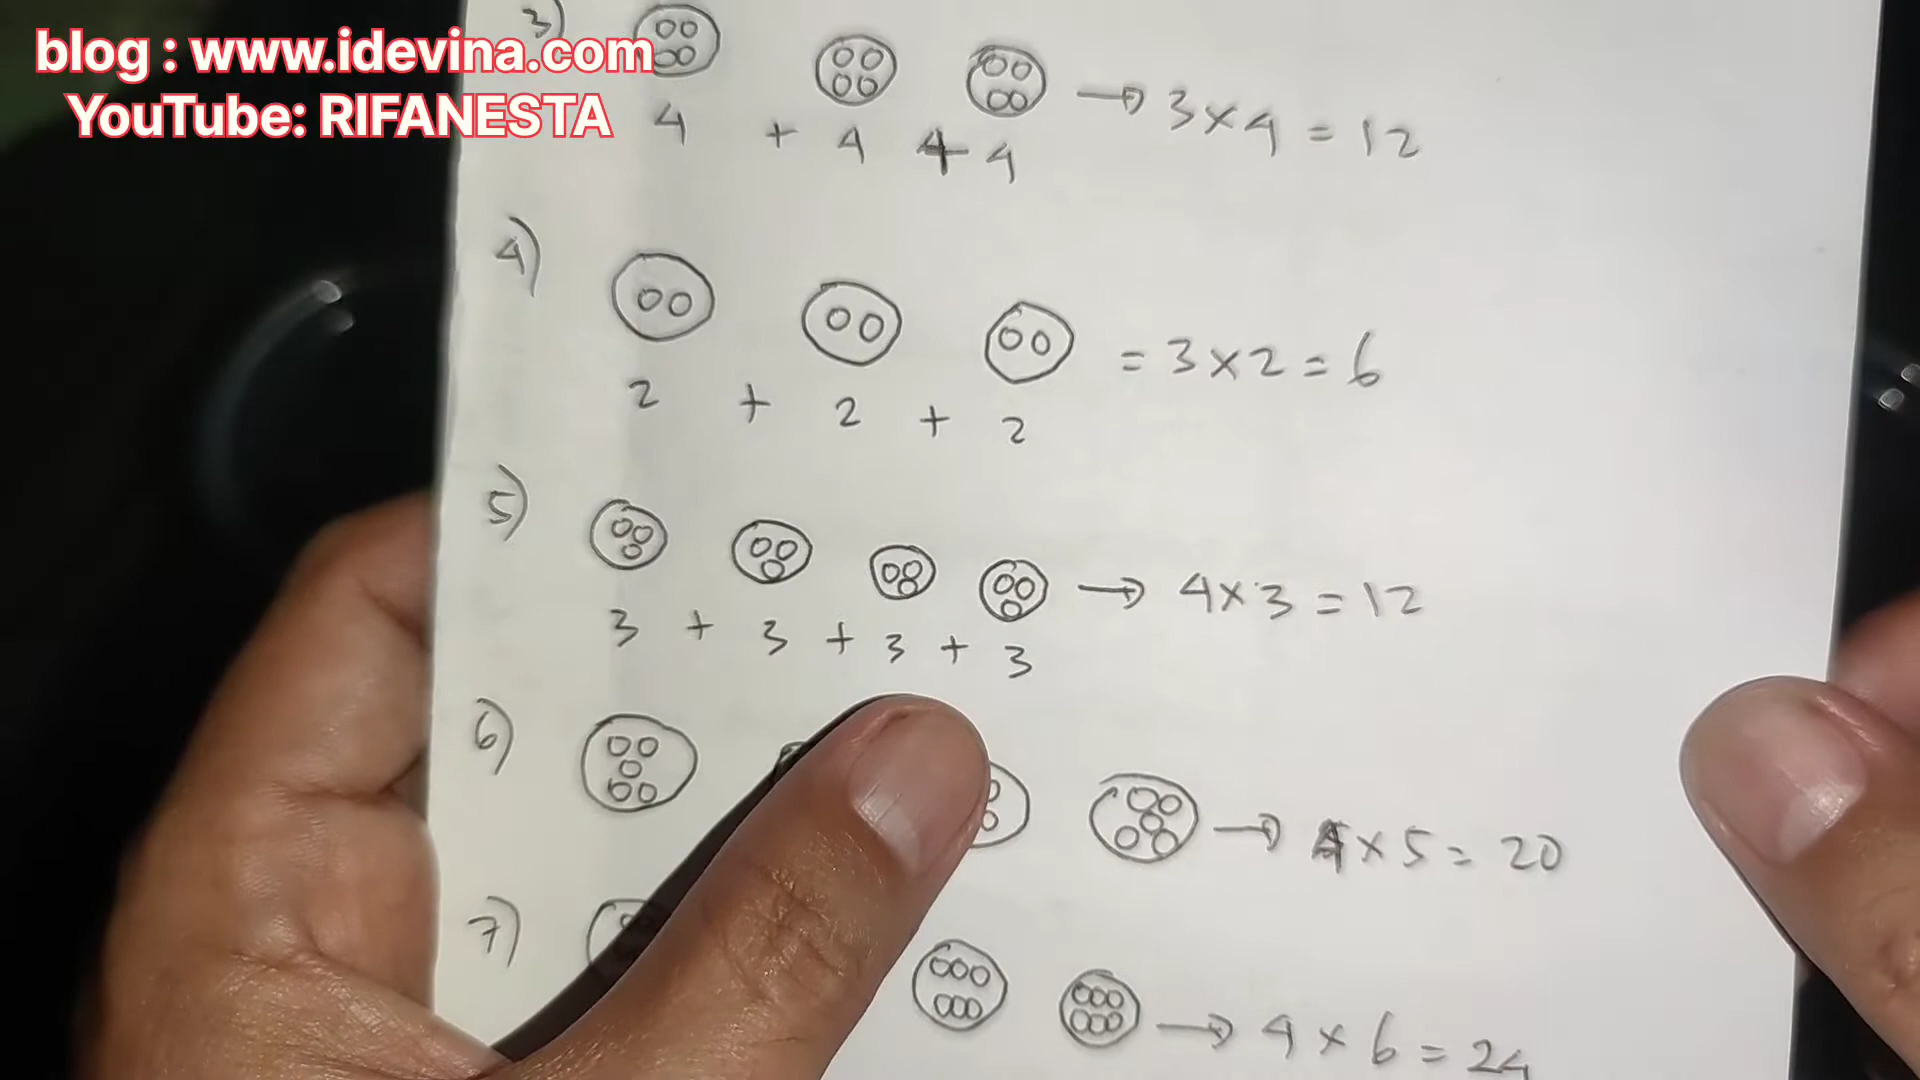 blog : www.idevina.com
YouTube: RIFANESTA
3)
→ 3 x 4 = 12
4 + 4 + 4
4)
= 3 x 2 = 6
2 + 2 + 2
5)
→ 4 x 3 = 12
3 + 3 + 3 + 3
6)
→ 4 x 5 = 20
7)
→ 4 x 6 = 24